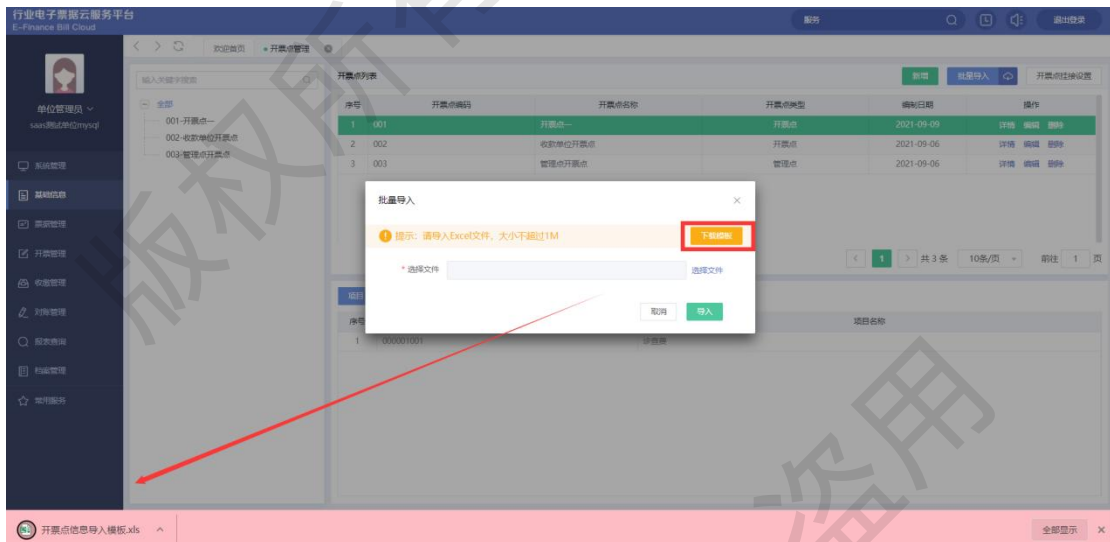 行业电子票据云服务平台
E-Finance Bill Cloud
服务
退出登录
欢迎首页
开票点管理
单位管理员
saas测试单位mysql
系统管理
基础信息
票据管理
开票管理
收缴管理
对账管理
报表查询
档案管理
常用服务
输入关键字搜索
全部
001-开票点一
002-收款单位开票点
003-管理点开票点
开票点列表
新增
批量导入
开票点挂接设置
序号 开票点编码 开票点名称 开票点类型 编制日期 操作
1 001 开票点一 开票点 2021-09-09 详情 编辑 删除
2 002 收款单位开票点 开票点 2021-09-06 详情 编辑 删除
3 003 管理点开票点 管理点 2021-09-06 详情 编辑 删除
批量导入
提示：请导入Excel文件，大小不超过1M
下载模板
* 选择文件
选择文件
取消
导入
1 共 3 条 10条/页 前往 1 页
项目
序号 项目名称
1 000001001 诊查费
开票点信息导入模板.xls
全部显示
版权所有
盗用